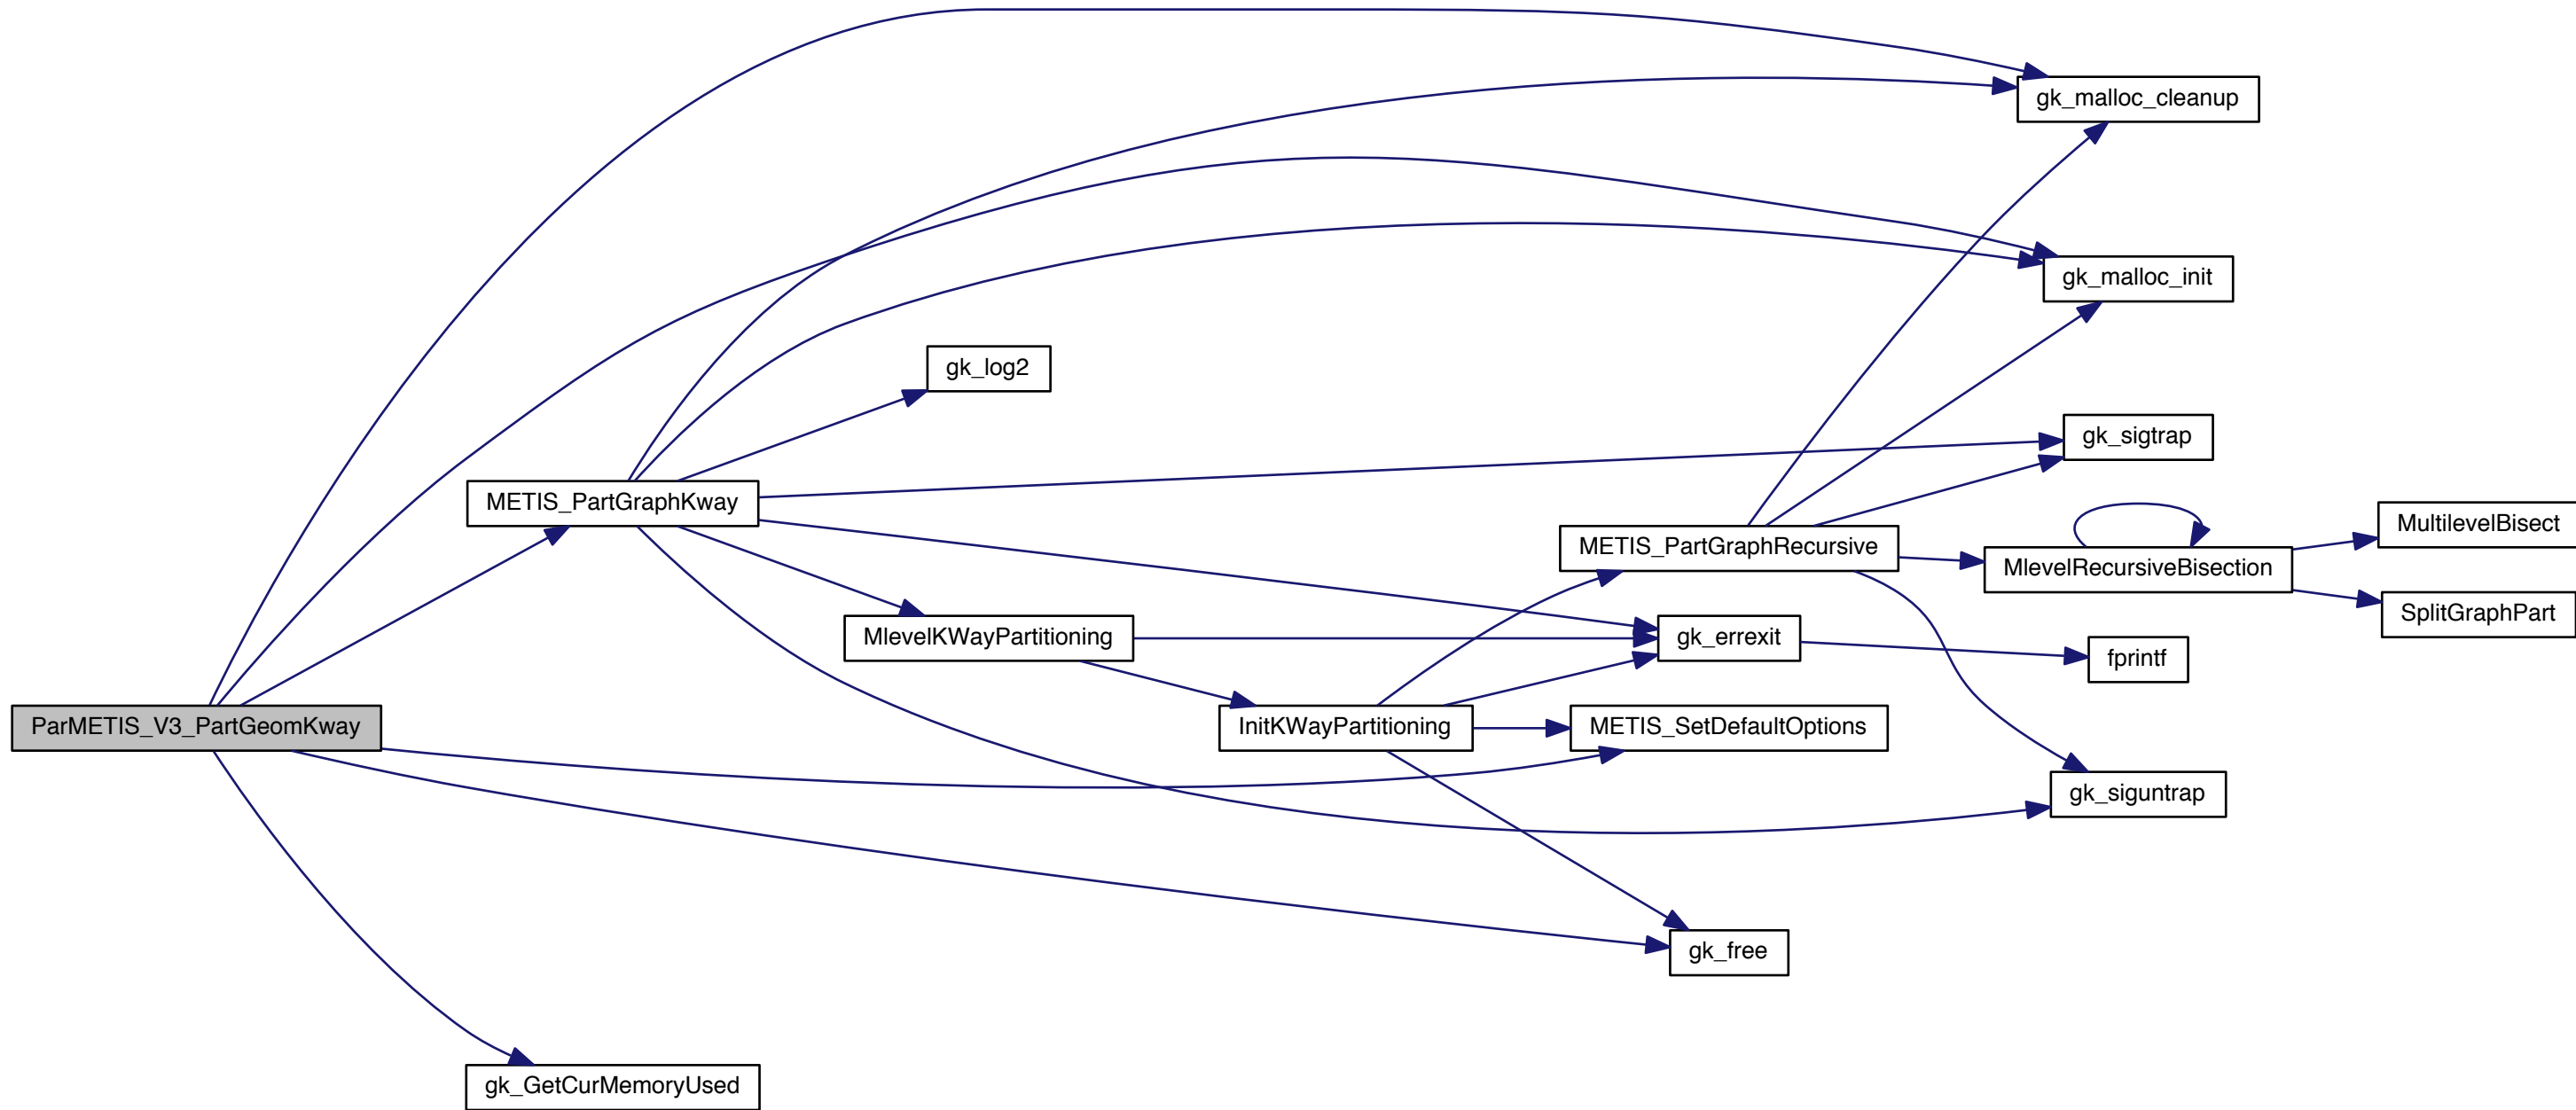 gk_malloc_cleanup
gk_malloc_init
gk_log2
gk_sigtrap
METIS_PartGraphKway
MultilevelBisect
METIS_PartGraphRecursive
MlevelRecursiveBisection
SplitGraphPart
MlevelKWayPartitioning
gk_errexit
fprintf
ParMETIS_V3_PartGeomKway
InitKWayPartitioning
METIS_SetDefaultOptions
gk_siguntrap
gk_free
gk_GetCurMemoryUsed